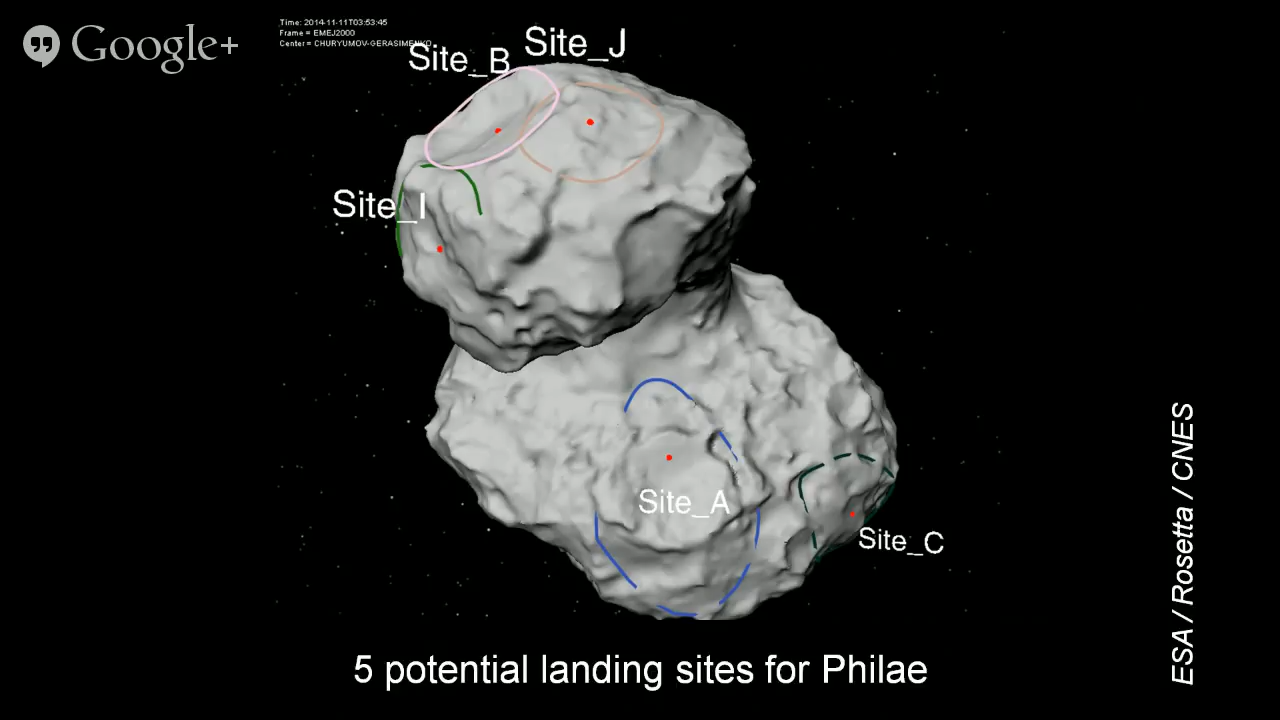 Google+
Time: 2014-11-11T03:53:45
Frame = EMEJ2000
Center = CHURYUMOV-GERASIMENKO
Site_J
Site_B
Site_I
Site_A
Site_C
ESA / Rosetta / CNES
5 potential landing sites for Philae